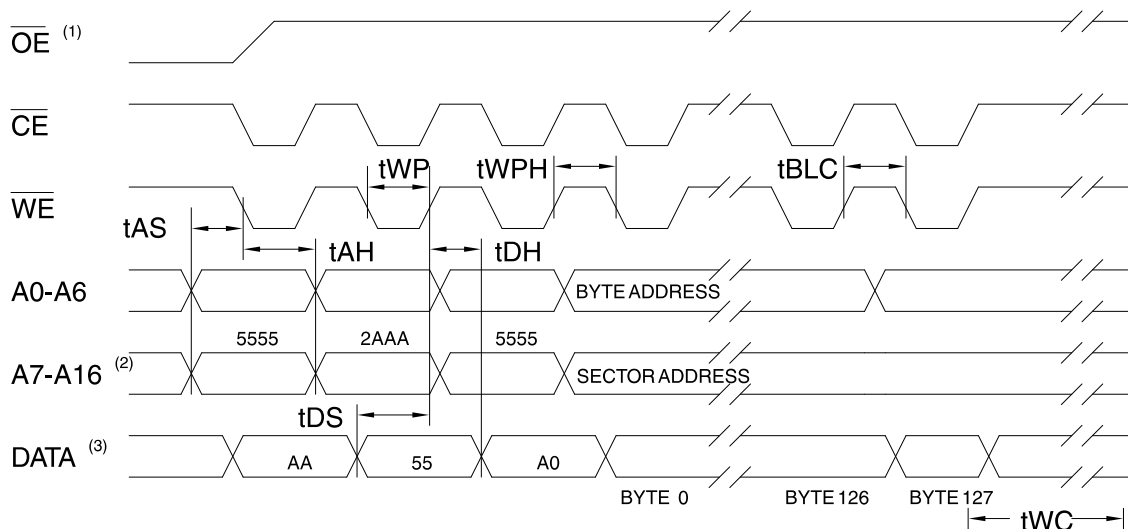 OE (1)
CE
tWP tWPH tBLC
WE
tAS
tAH tDH
A0-A6 BYTE ADDRESS
5555 2AAA 5555
A7-A16 (2) SECTOR ADDRESS
tDS
DATA (3) AA 55 A0
BYTE 0 BYTE 126 BYTE 127
tWC